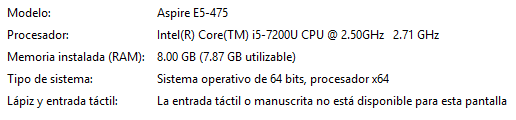 Modelo: Aspire E5-475
Procesador: Intel(R) Core(TM) i5-7200U CPU @ 2.50GHz 2.71 GHz
Memoria instalada (RAM): 8.00 GB (7.87 GB utilizable)
Tipo de sistema: Sistema operativo de 64 bits, procesador x64
Lápiz y entrada táctil: La entrada táctil o manuscrita no está disponible para esta pantalla